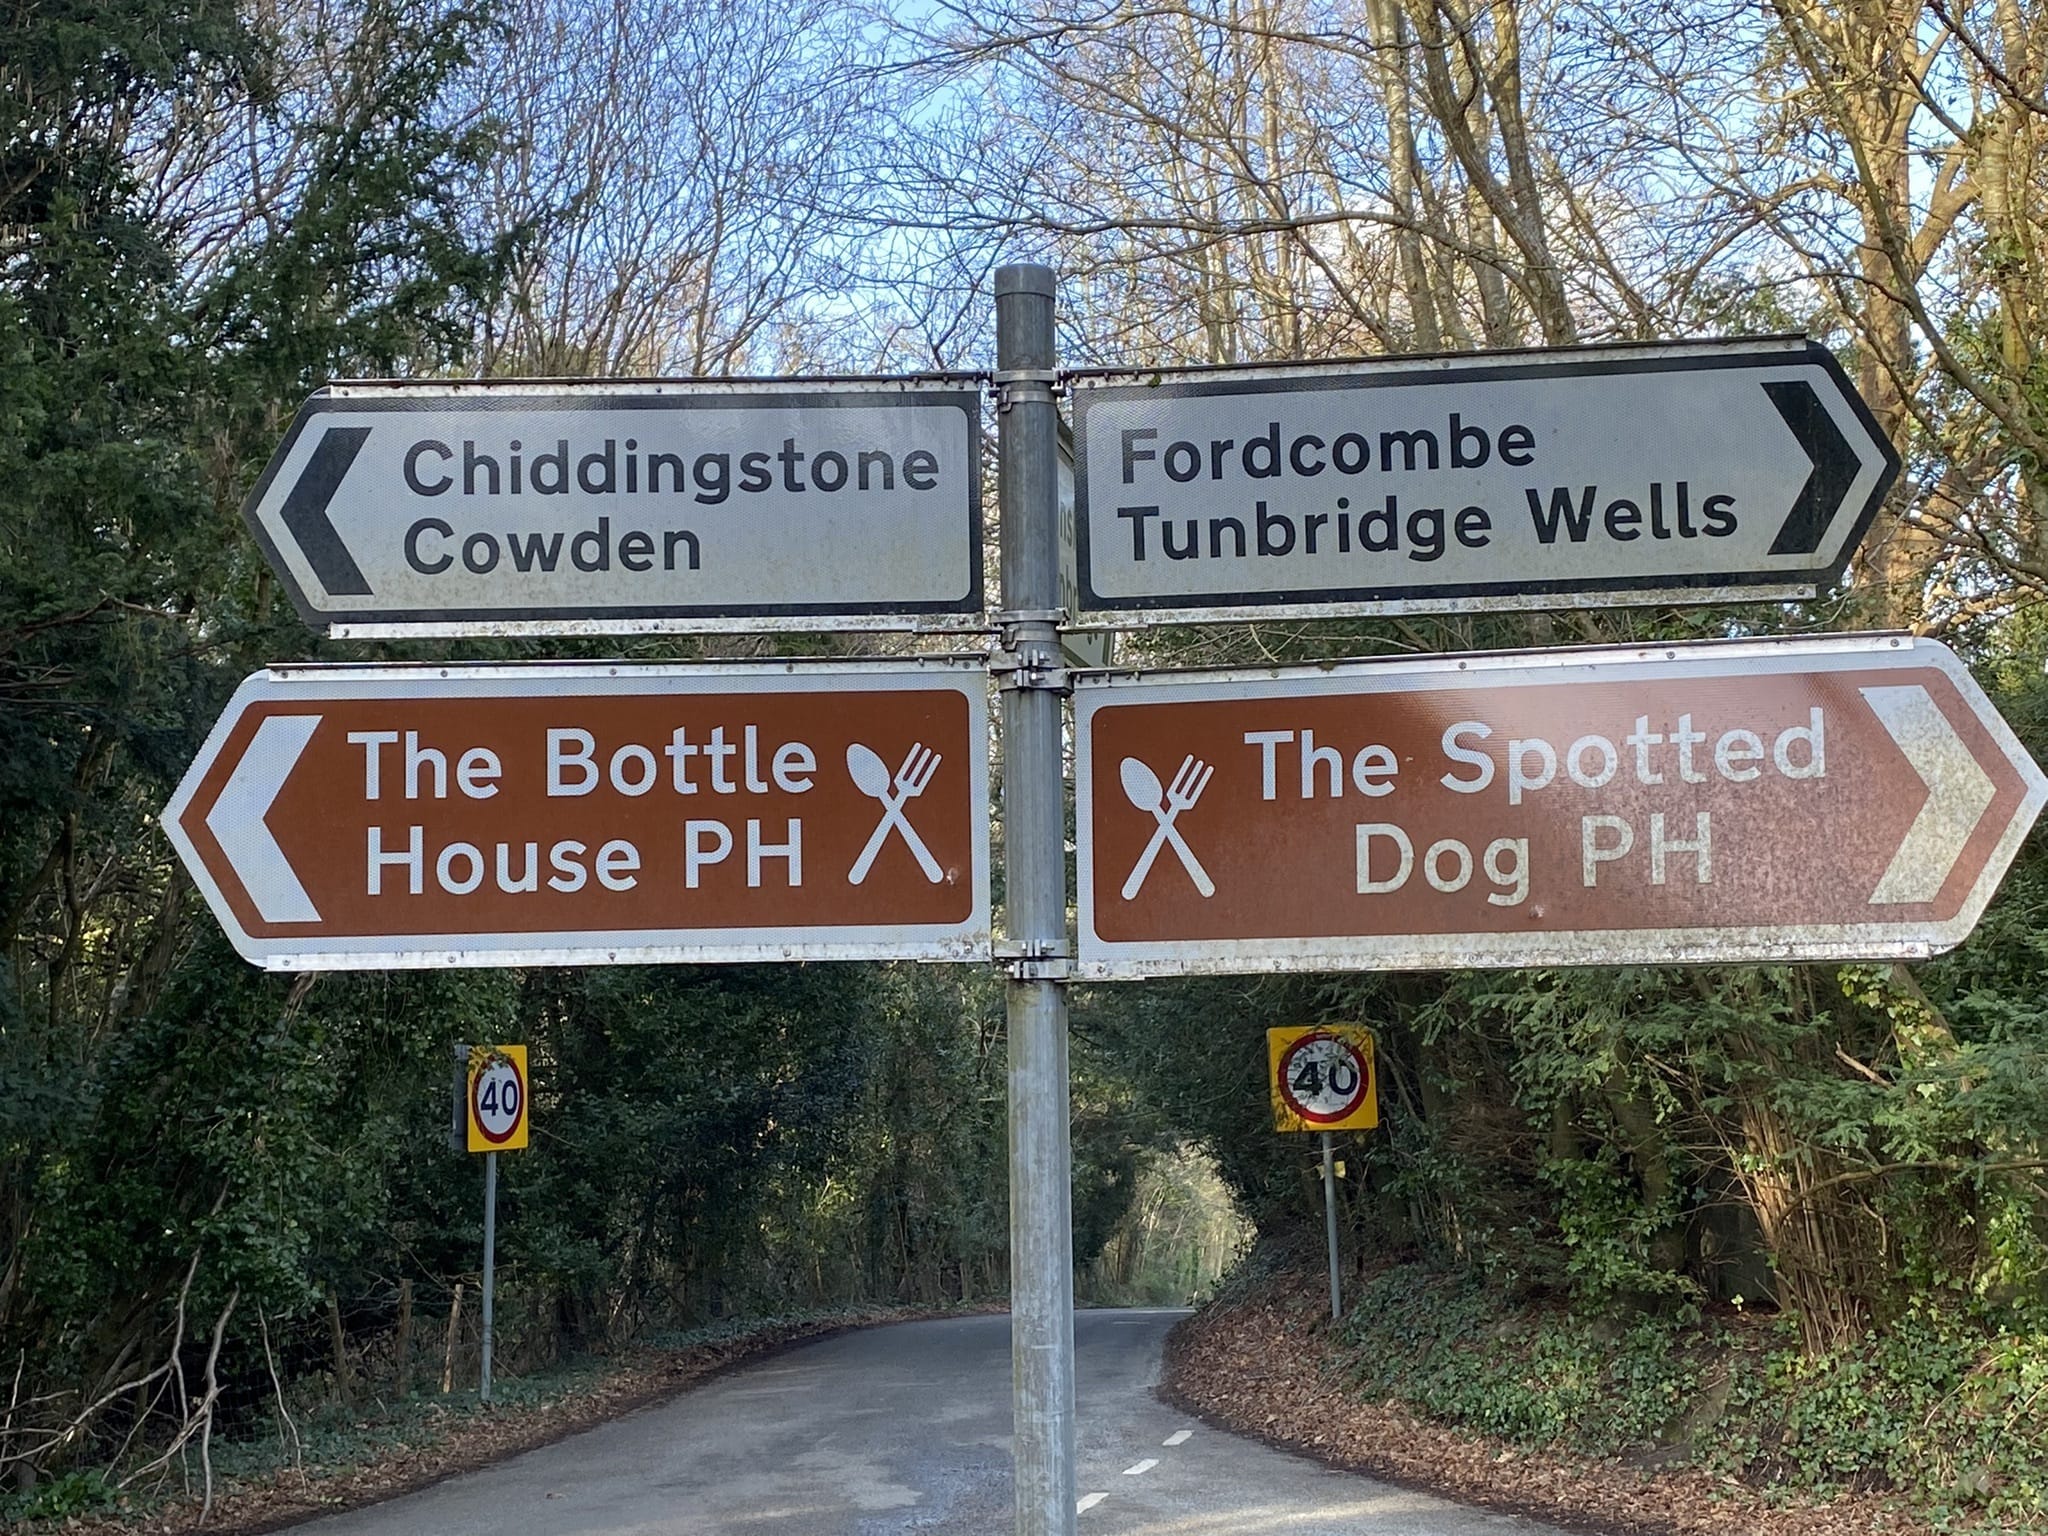 Chiddingstone
Cowden
Fordcombe
Tunbridge Wells
The Bottle
House PH
The Spotted
Dog PH
40
40